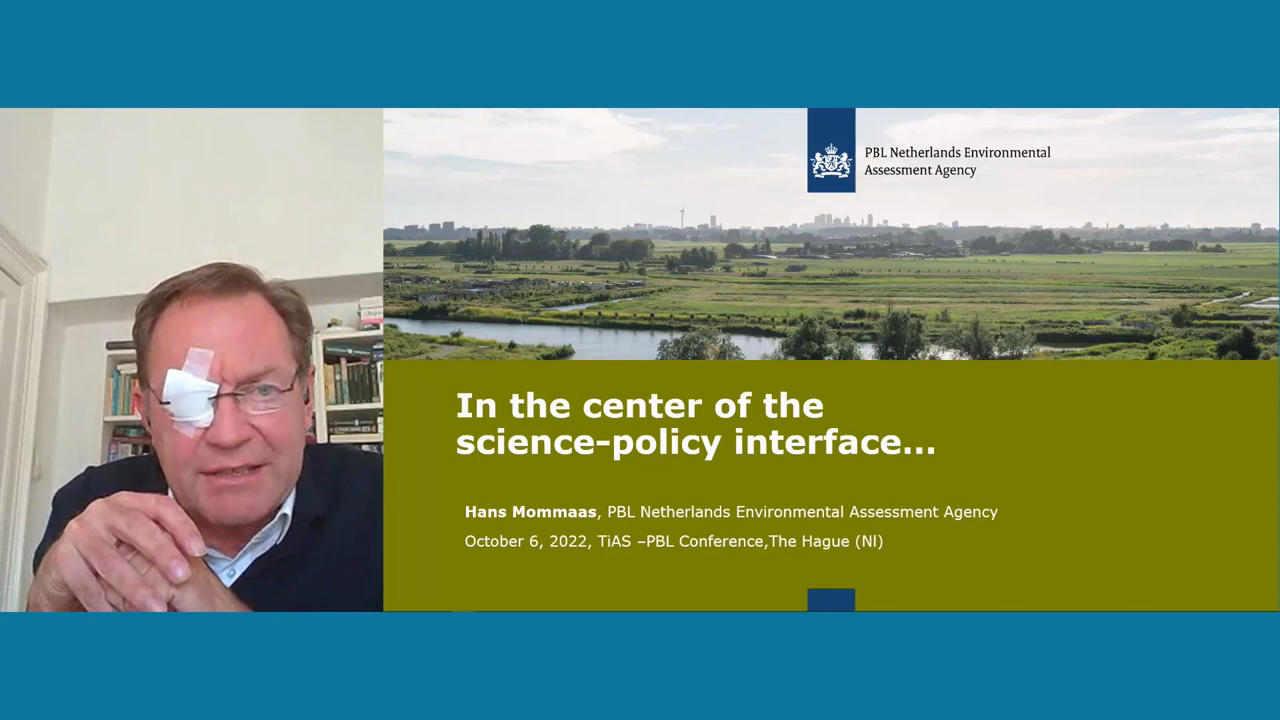 PBL Netherlands Environmental
Assessment Agency
In the center of the
science-policy interface...
Hans Mommaas, PBL Netherlands Environmental Assessment Agency
October 6, 2022, TiAS –PBL Conference,The Hague (Nl)